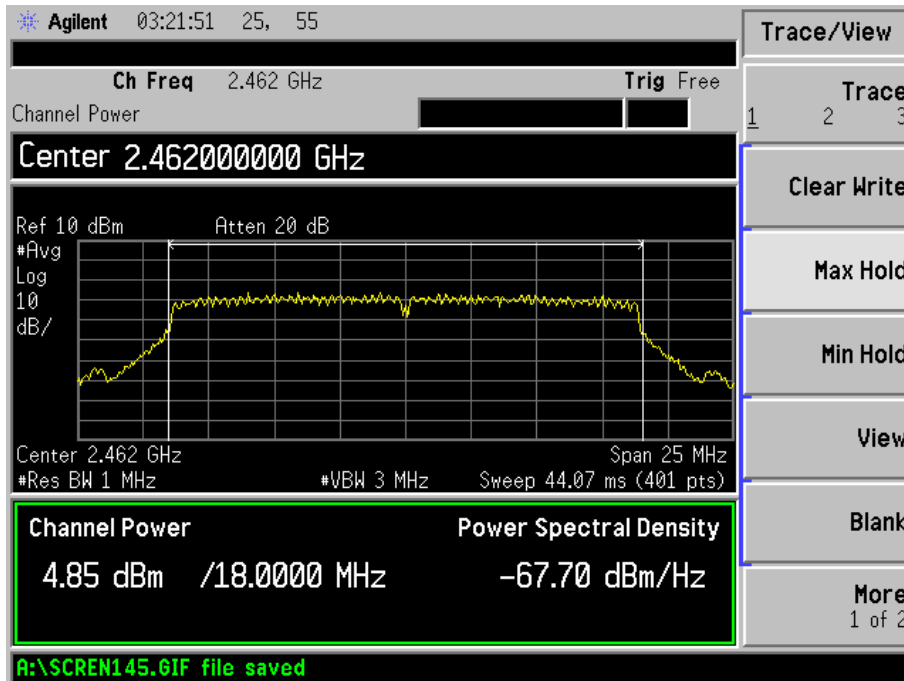 Agilent 03:21:51 25, 55
Ch Freq 2.462 GHz Trig Free
Channel Power
Center 2.462000000 GHz
Ref 10 dBm Atten 20 dB
#Avg
Log
10
dB/
Center 2.462 GHz Span 25 MHz
#Res BW 1 MHz #VBW 3 MHz Sweep 44.07 ms (401 pts)
Channel Power Power Spectral Density
4.85 dBm /18.0000 MHz -67.70 dBm/Hz
A:\SCREN145.GIF file saved
Trace/View
Trace
1 2 3
Clear Write
Max Hold
Min Hold
View
Blank
More
1 of 2